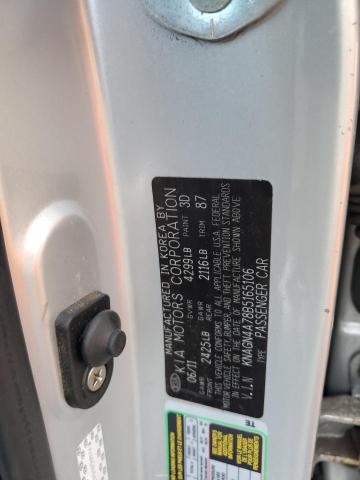 MANUFACTURED IN KOREA BY
KIA MOTORS CORPORATION
06/11 GVWR 4299LB PAINT 3D
GAWR FRONT 2425LB GAWR REAR 2116LB TRIM 87
THIS VEHICLE CONFORMS TO ALL APPLICABLE U.S.A. FEDERAL
MOTOR VEHICLE SAFETY, BUMPER, AND THEFT PREVENTION STANDARDS
IN EFFECT ON THE DATE OF MANUFACTURE SHOWN ABOVE
V.I.N KNAGN4A78B5165106
TYPE PASSENGER CAR